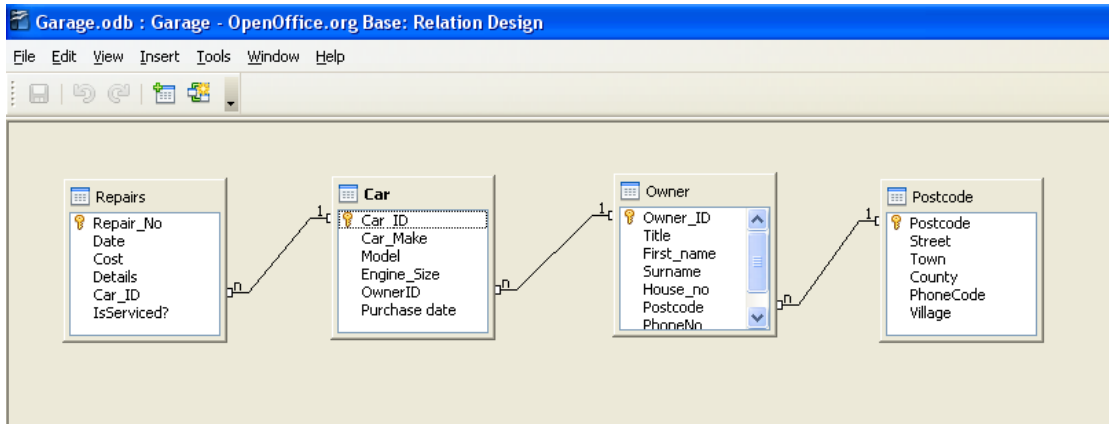 Garage.odb : Garage - OpenOffice.org Base: Relation Design
File Edit View Insert Tools Window Help
Repairs
Repair_No
Date
Cost
Details
Car_ID
IsServiced?
n
1
Car
Car_ID
Car_Make
Model
Engine_Size
OwnerID
Purchase date
n
1
Owner
Owner_ID
Title
First_name
Surname
House_no
Postcode
PhoneNo
n
1
Postcode
Postcode
Street
Town
County
PhoneCode
Village